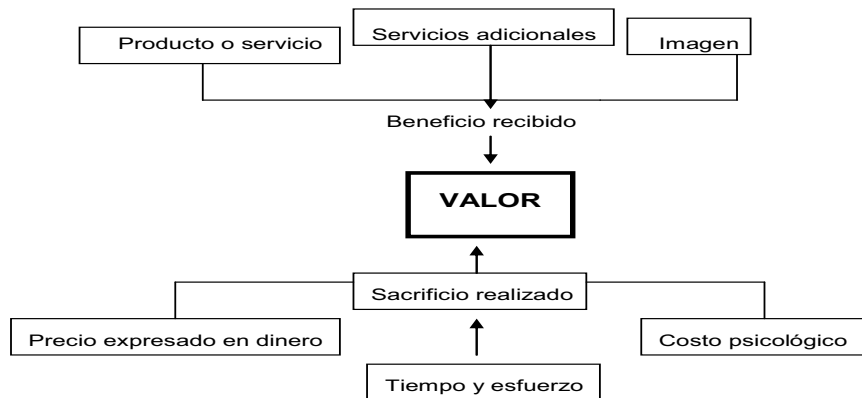 Producto o servicio
Servicios adicionales
Imagen
Beneficio recibido
VALOR
Sacrificio realizado
Precio expresado en dinero
Costo psicológico
Tiempo y esfuerzo